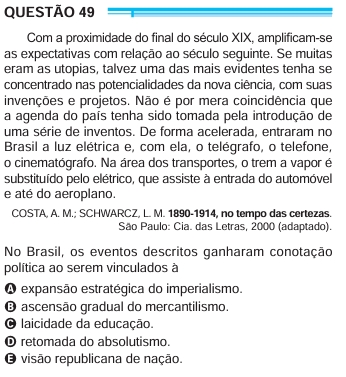 QUESTÃO 49
Com a proximidade do final do século XIX, amplificam-se
as expectativas com relação ao século seguinte. Se muitas
eram as utopias, talvez uma das mais evidentes tenha se
concentrado nas potencialidades da nova ciência, com suas
invenções e projetos. Não é por mera coincidência que
a agenda do país tenha sido tomada pela introdução de
uma série de inventos. De forma acelerada, entraram no
Brasil a luz elétrica e, com ela, o telégrafo, o telefone,
o cinematógrafo. Na área dos transportes, o trem a vapor é
substituído pelo elétrico, que assiste à entrada do automóvel
e até do aeroplano.
COSTA, A. M.; SCHWARCZ, L. M. 1890-1914, no tempo das certezas.
São Paulo: Cia. das Letras, 2000 (adaptado).
No Brasil, os eventos descritos ganharam conotação
política ao serem vinculados à
A expansão estratégica do imperialismo.
B ascensão gradual do mercantilismo.
C laicidade da educação.
D retomada do absolutismo.
E visão republicana de nação.